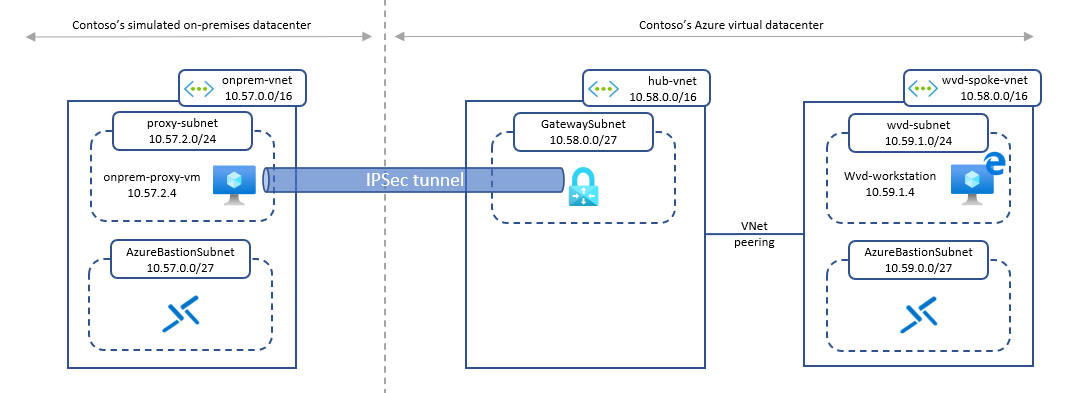 Contoso's simulated on-premises datacenter
Contoso's Azure virtual datacenter
onprem-vnet
10.57.0.0/16
proxy-subnet
10.57.2.0/24
onprem-proxy-vm
10.57.2.4
AzureBastionSubnet
10.57.0.0/27
IPSec tunnel
hub-vnet
10.58.0.0/16
GatewaySubnet
10.58.0.0/27
VNet
peering
wvd-spoke-vnet
10.58.0.0/16
wvd-subnet
10.59.1.0/24
Wvd-workstation
10.59.1.4
AzureBastionSubnet
10.59.0.0/27